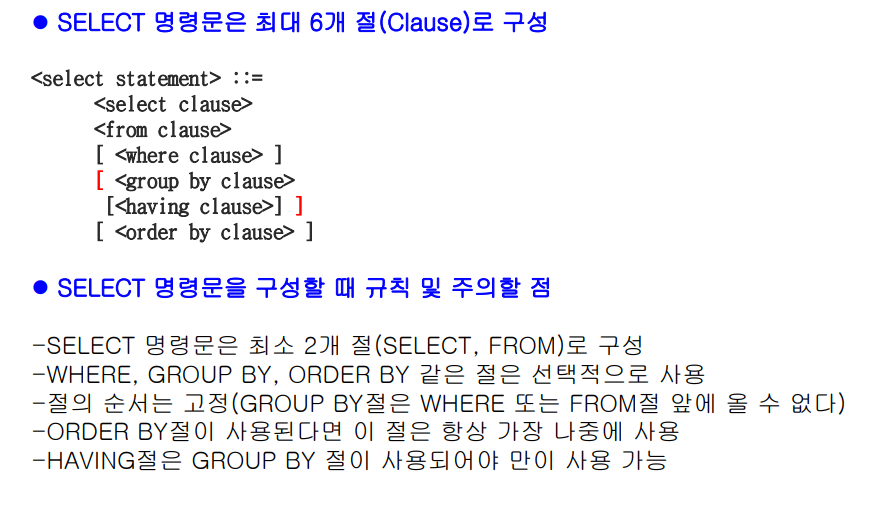 ● SELECT 명령문은 최대 6개 절(Clause)로 구성
<select statement> ::=
<select clause>
<from clause>
[ <where clause> ]
[ <group by clause>
[<having clause>] ]
[ <order by clause> ]
● SELECT 명령문을 구성할 때 규칙 및 주의할 점
-SELECT 명령문은 최소 2개 절(SELECT, FROM)로 구성
-WHERE, GROUP BY, ORDER BY 같은 절은 선택적으로 사용
-절의 순서는 고정(GROUP BY절은 WHERE 또는 FROM절 앞에 올 수 없다)
-ORDER BY절이 사용된다면 이 절은 항상 가장 나중에 사용
-HAVING절은 GROUP BY 절이 사용되어야 만이 사용 가능